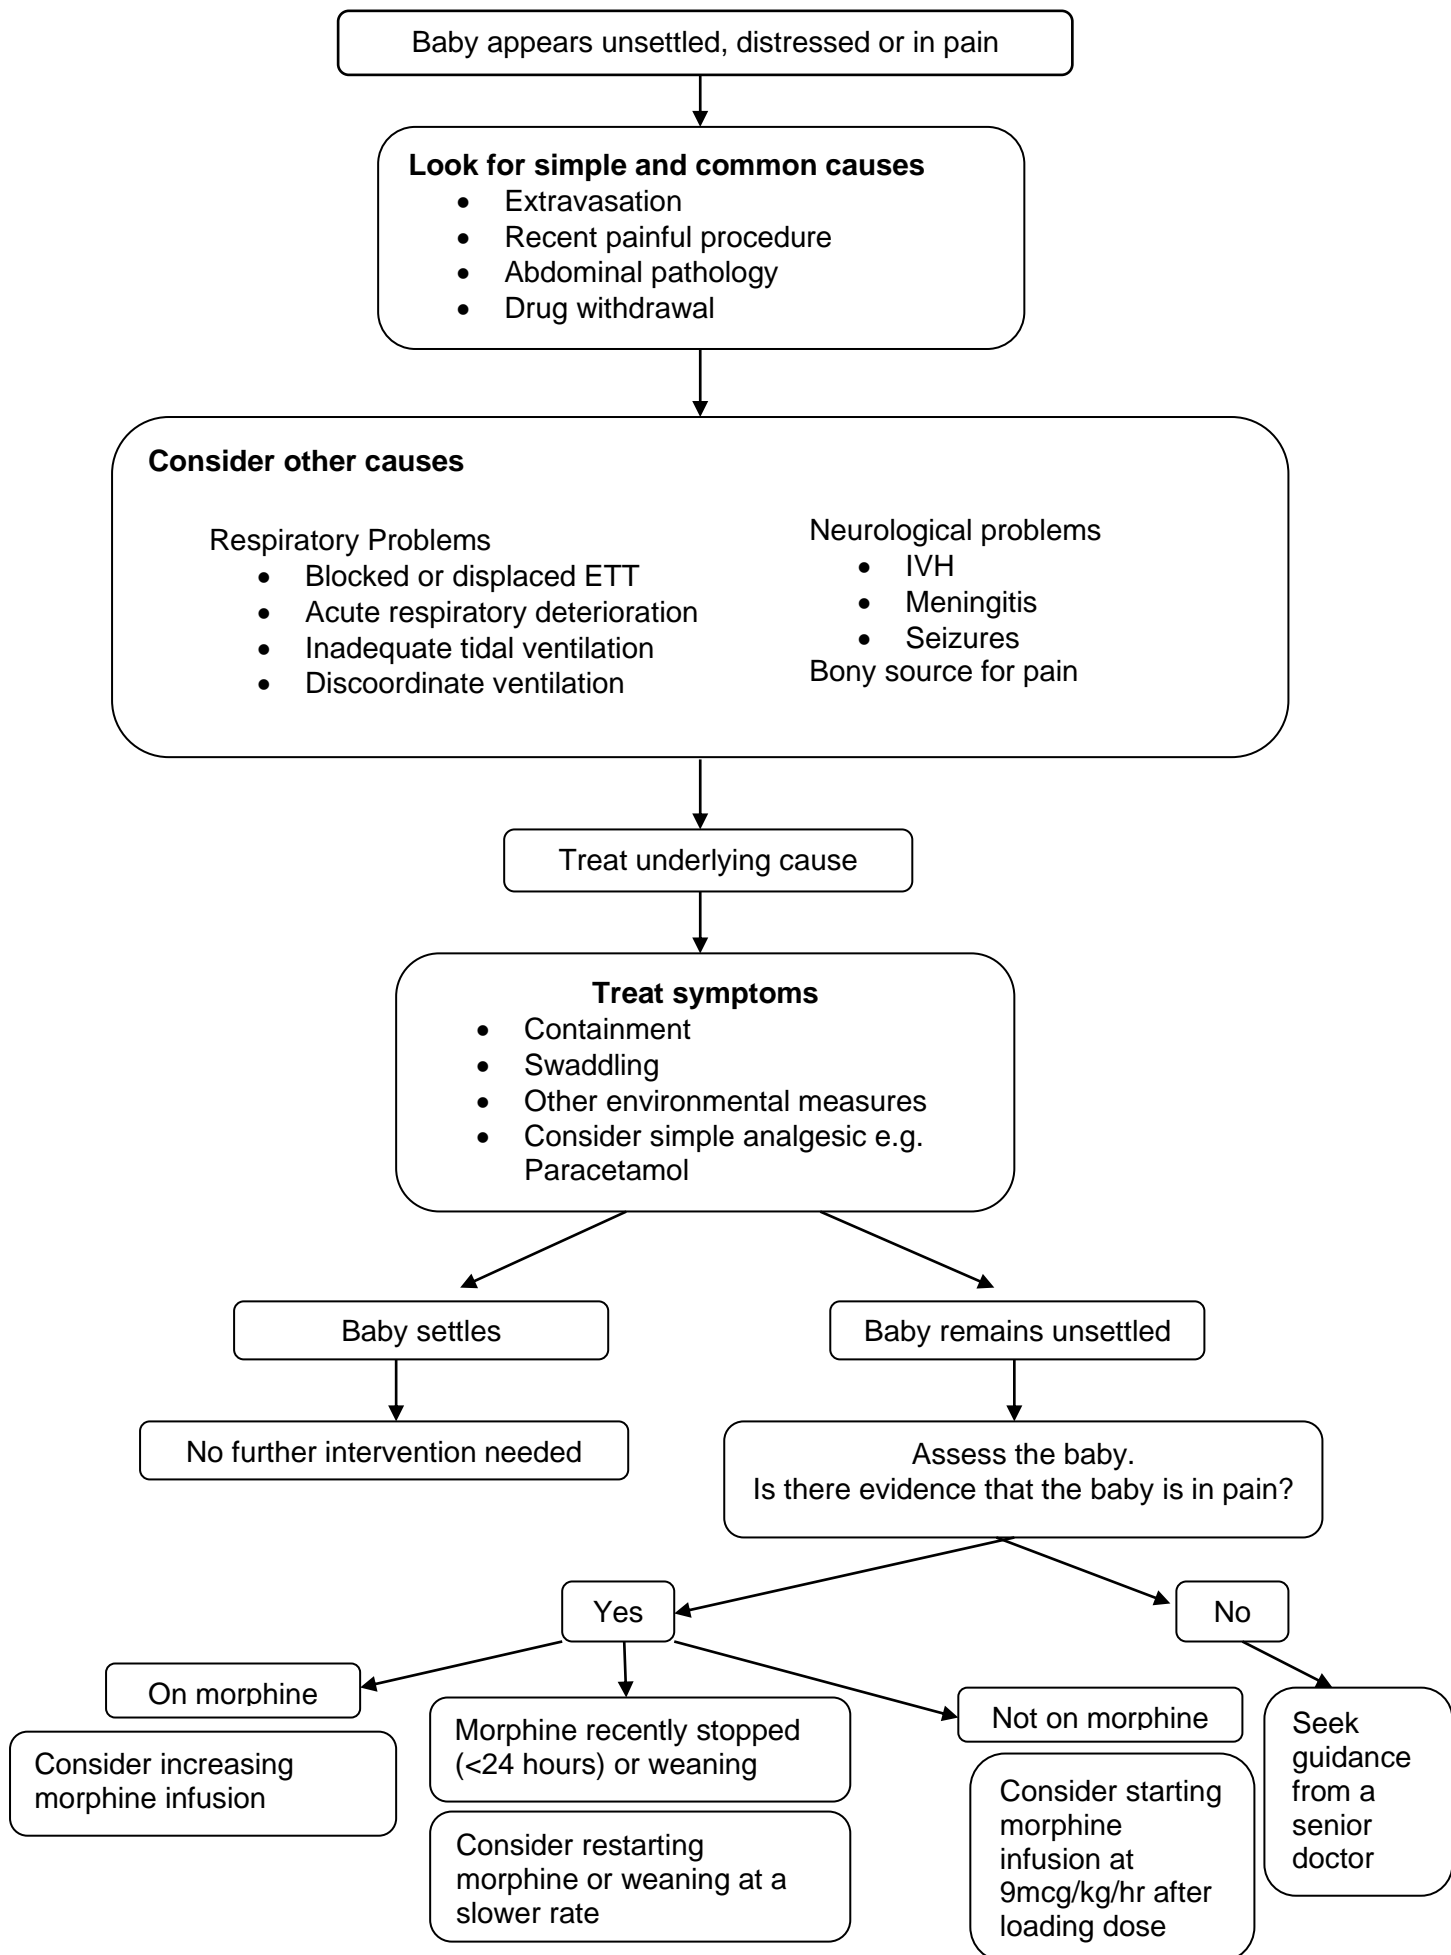 Baby appears unsettled, distressed or in pain
Look for simple and common causes
• Extravasation
• Recent painful procedure
• Abdominal pathology
• Drug withdrawal
Consider other causes
Respiratory Problems
• Blocked or displaced ETT
• Acute respiratory deterioration
• Inadequate tidal ventilation
• Discoordinate ventilation
Neurological problems
• IVH
• Meningitis
• Seizures
Bony source for pain
Treat underlying cause
Treat symptoms
• Containment
• Swaddling
• Other environmental measures
• Consider simple analgesic e.g.
Paracetamol
Baby settles
Baby remains unsettled
No further intervention needed
Assess the baby.
Is there evidence that the baby is in pain?
Yes
No
On morphine
Consider increasing
morphine infusion
Morphine recently stopped
(<24 hours) or weaning
Consider restarting
morphine or weaning at a
slower rate
Not on morphine
Consider starting
morphine
infusion at
9mcg/kg/hr after
loading dose
Seek
guidance
from a
senior
doctor